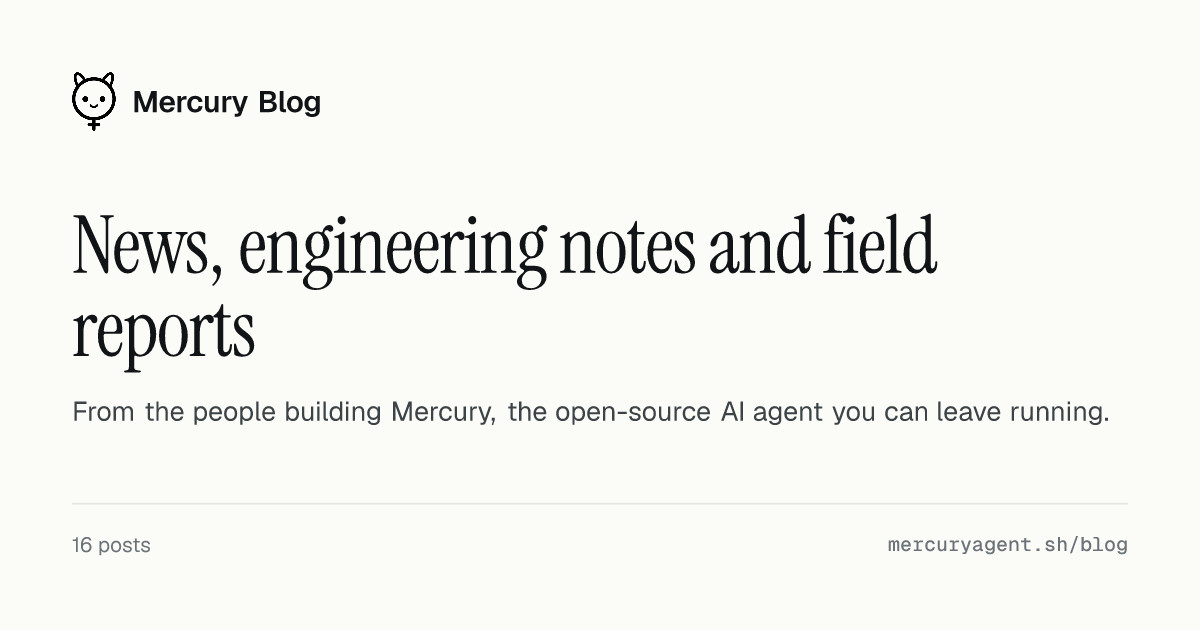 Mercury Blog
News, engineering notes and field
reports
From the people building Mercury, the open-source AI agent you can leave running.
16 posts
mercuryagent.sh/blog